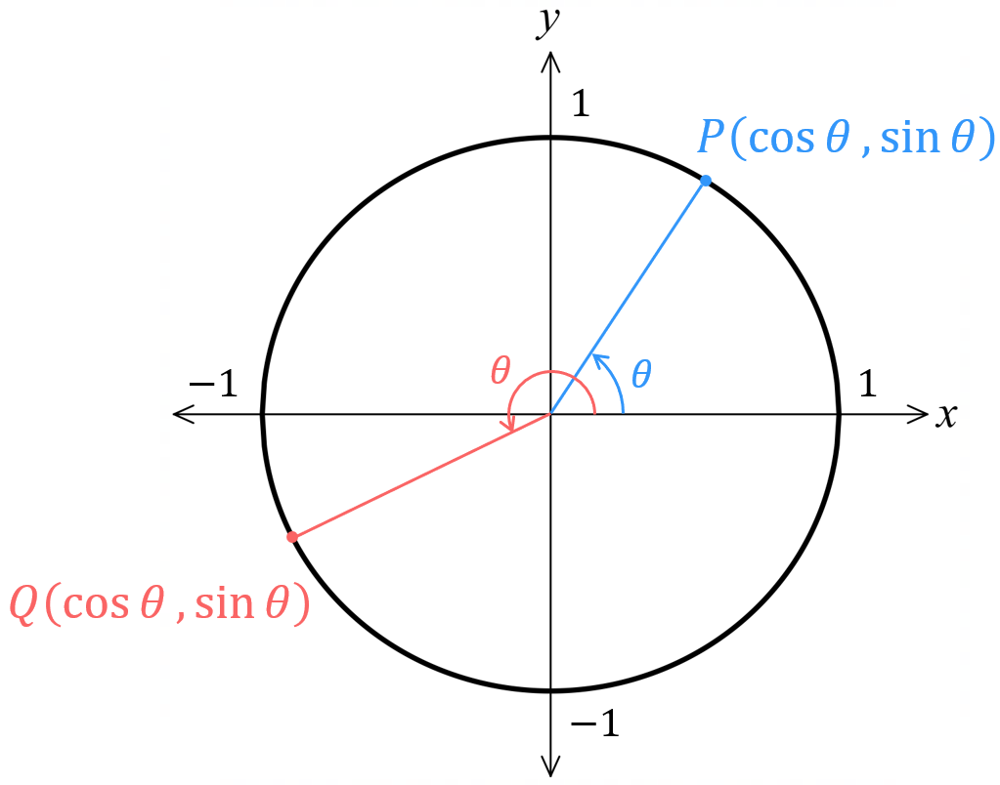 y
1
P(cos θ , sin θ)
θ
θ
−1
1
x
Q(cos θ , sin θ)
−1